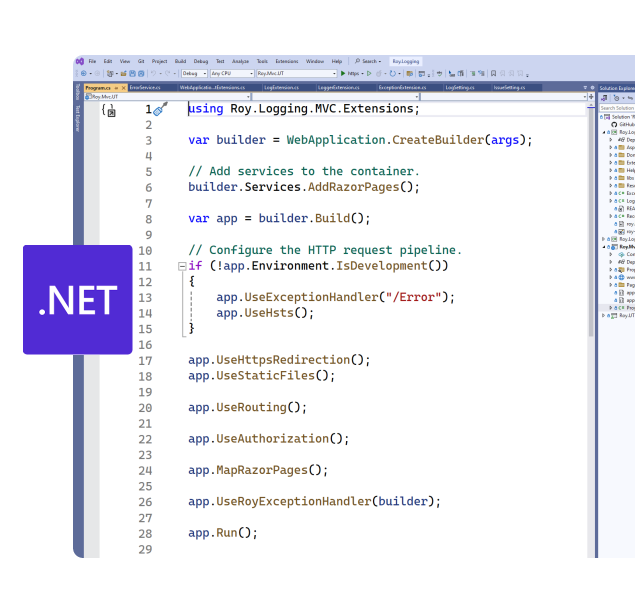 File Edit View Git Project Build Debug Test Analyze Tools Extensions Window Help Search Roy.Logging
Debug Any CPU Roy.Mvc.UT https
Program.cs ErrorService.cs WebApplicatio...tExtensions.cs LogExtension.cs LoggerExtension.cs ExceptionExtension.cs LogSetting.cs IssueSetting.cs Solution Explorer
Roy.Mvc.UT
Toolbox
Test Explorer
Search Solution
GitHub
1 using Roy.Logging.MVC.Extensions;
2
3 var builder = WebApplication.CreateBuilder(args);
4
5 // Add services to the container.
6 builder.Services.AddRazorPages();
7
8 var app = builder.Build();
9
10 // Configure the HTTP request pipeline.
11 if (!app.Environment.IsDevelopment())
12 {
13 app.UseExceptionHandler("/Error");
14 app.UseHsts();
15 }
16
17 app.UseHttpsRedirection();
18 app.UseStaticFiles();
19
20 app.UseRouting();
21
22 app.UseAuthorization();
23
24 app.MapRazorPages();
25
26 app.UseRoyExceptionHandler(builder);
27
28 app.Run();
29
.NET